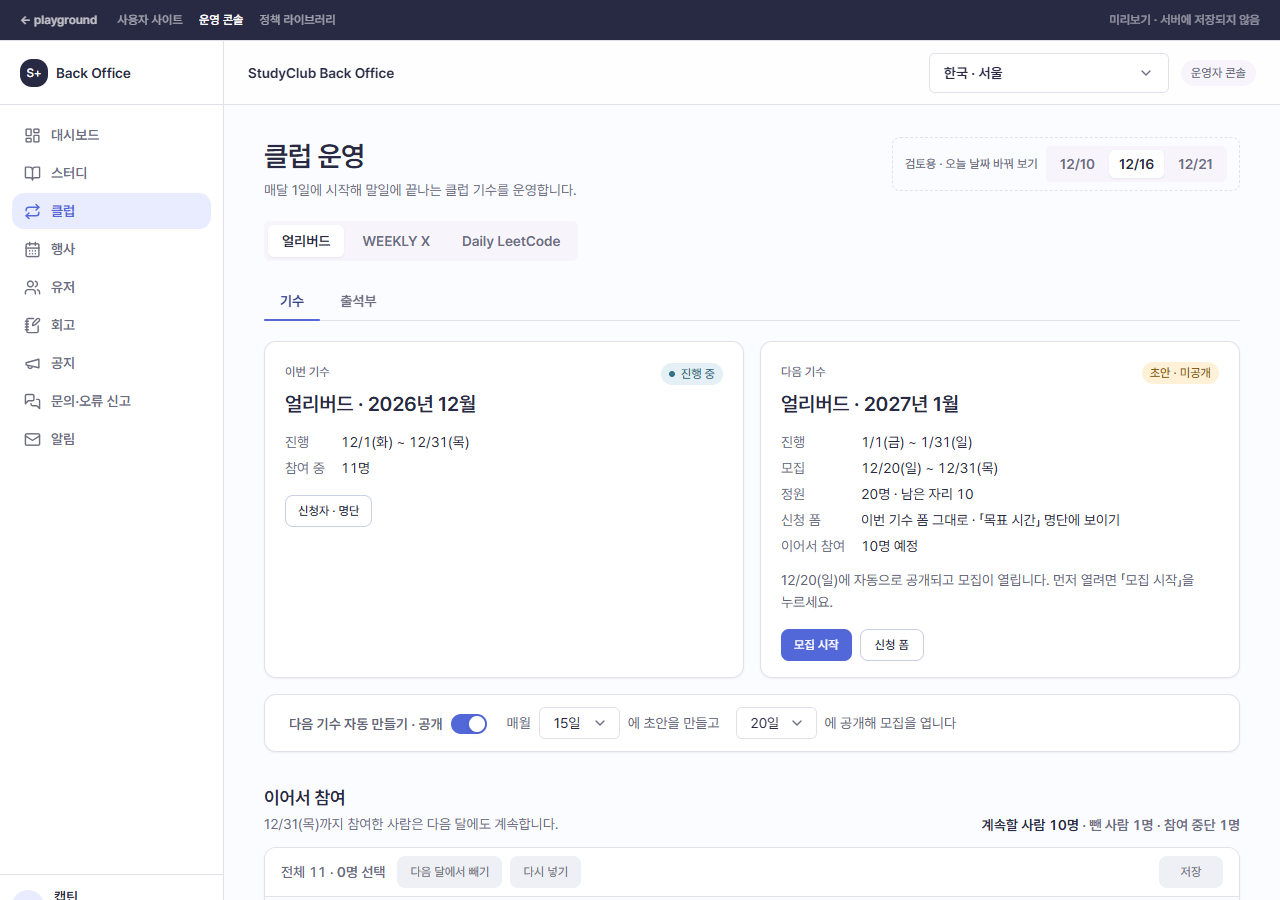 ← playground 사용자 사이트 운영 콘솔 정책 라이브러리 미리보기 · 서버에 저장되지 않음
S+ Back Office
StudyClub Back Office
한국 · 서울
운영자 콘솔
대시보드
스터디
클럽
행사
유저
회고
공지
문의·오류 신고
알림
캡틴
클럽 운영
매달 1일에 시작해 말일에 끝나는 클럽 기수를 운영합니다.
검토용 · 오늘 날짜 바꿔 보기 12/10 12/16 12/21
얼리버드 WEEKLY X Daily LeetCode
기수 출석부
이번 기수 진행 중
얼리버드 · 2026년 12월
진행 12/1(화) ~ 12/31(목)
참여 중 11명
신청자 · 명단
다음 기수 초안 · 미공개
얼리버드 · 2027년 1월
진행 1/1(금) ~ 1/31(일)
모집 12/20(일) ~ 12/31(목)
정원 20명 · 남은 자리 10
신청 폼 이번 기수 폼 그대로 · 「목표 시간」 명단에 보이기
이어서 참여 10명 예정
12/20(일)에 자동으로 공개되고 모집이 열립니다. 먼저 열려면 「모집 시작」을
누르세요.
모집 시작 신청 폼
다음 기수 자동 만들기 · 공개 매월 15일 에 초안을 만들고 20일 에 공개해 모집을 엽니다
이어서 참여
12/31(목)까지 참여한 사람은 다음 달에도 계속합니다.
계속할 사람 10명 · 뺀 사람 1명 · 참여 중단 1명
전체 11 · 0명 선택 다음 달에서 빼기 다시 넣기 저장